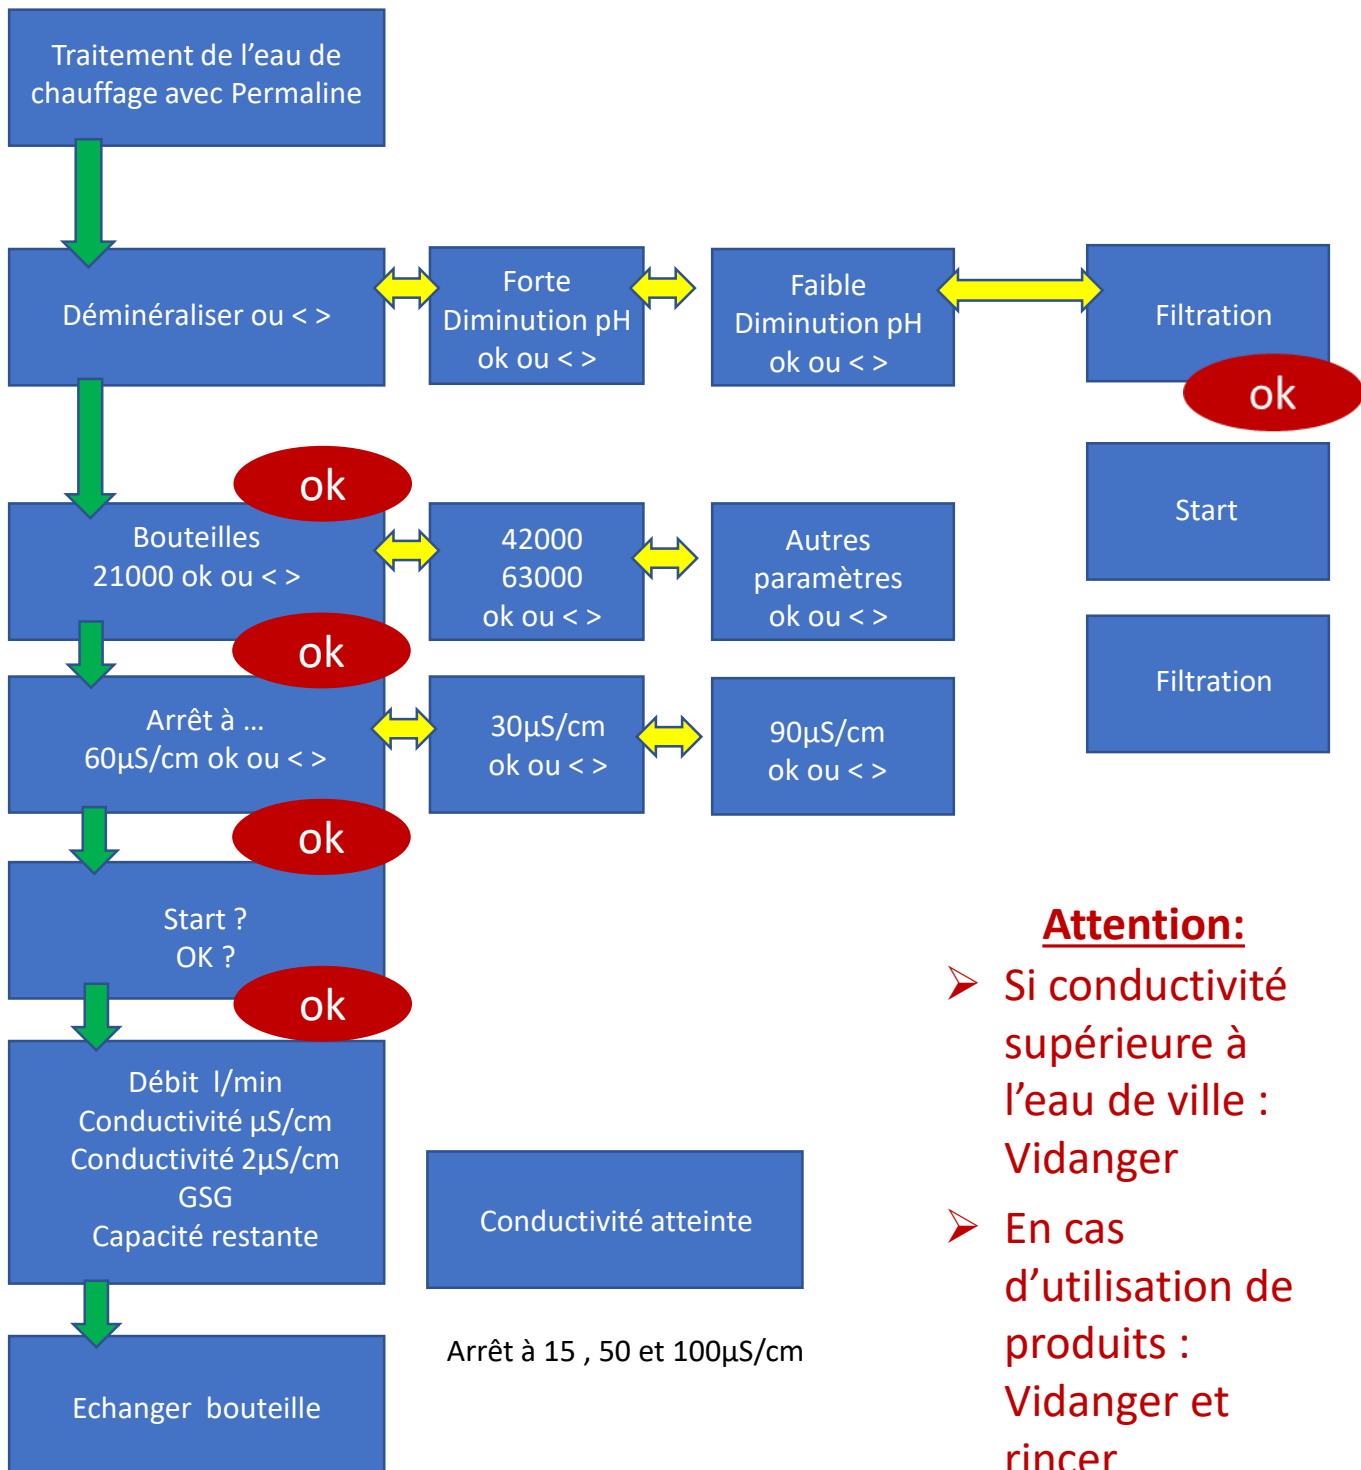 Traitement de l'eau de
chauffage avec Permaline
Déminéraliser ou < >
Forte
Diminution pH
ok ou < >
Faible
Diminution pH
ok ou < >
Filtration
ok
Start
Filtration
ok
Bouteilles
21000 ok ou < >
42000
63000
ok ou < >
Autres
paramètres
ok ou < >
ok
Arrêt à ...
60µS/cm ok ou < >
30µS/cm
ok ou < >
90µS/cm
ok ou < >
ok
Start ?
OK ?
ok
Débit l/min
Conductivité µS/cm
Conductivité 2µS/cm
GSG
Capacité restante
Conductivité atteinte
Arrêt à 15 , 50 et 100µS/cm
Echanger bouteille
Attention:
➢ Si conductivité
supérieure à
l'eau de ville :
Vidanger
➢ En cas
d'utilisation de
produits :
Vidanger et
rincer